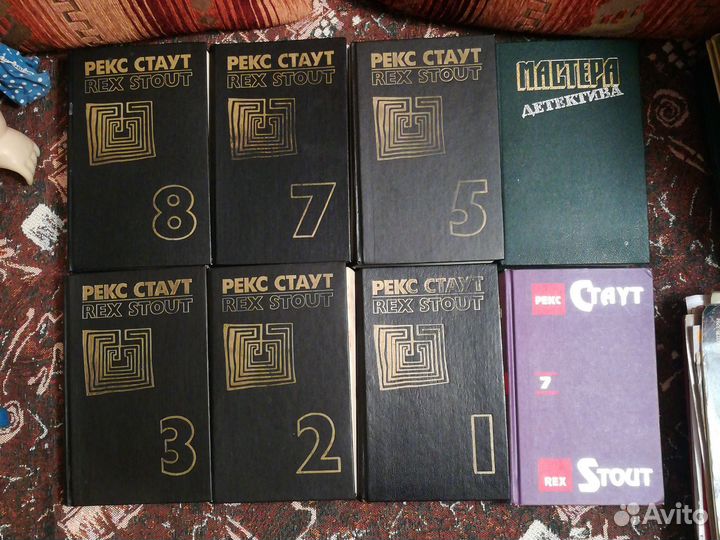 РЕКС СТАУТ
REX STOUT
8
РЕКС СТАУТ
REX STOUT
7
РЕКС СТАУТ
REX STOUT
5
МАСТЕРА
ДЕТЕКТИВА
РЕКС СТАУТ
REX STOUT
3
РЕКС СТАУТ
REX STOUT
2
РЕКС СТАУТ
REX STOUT
1
РЕКС СТАУТ
7
REX STOUT
Avito